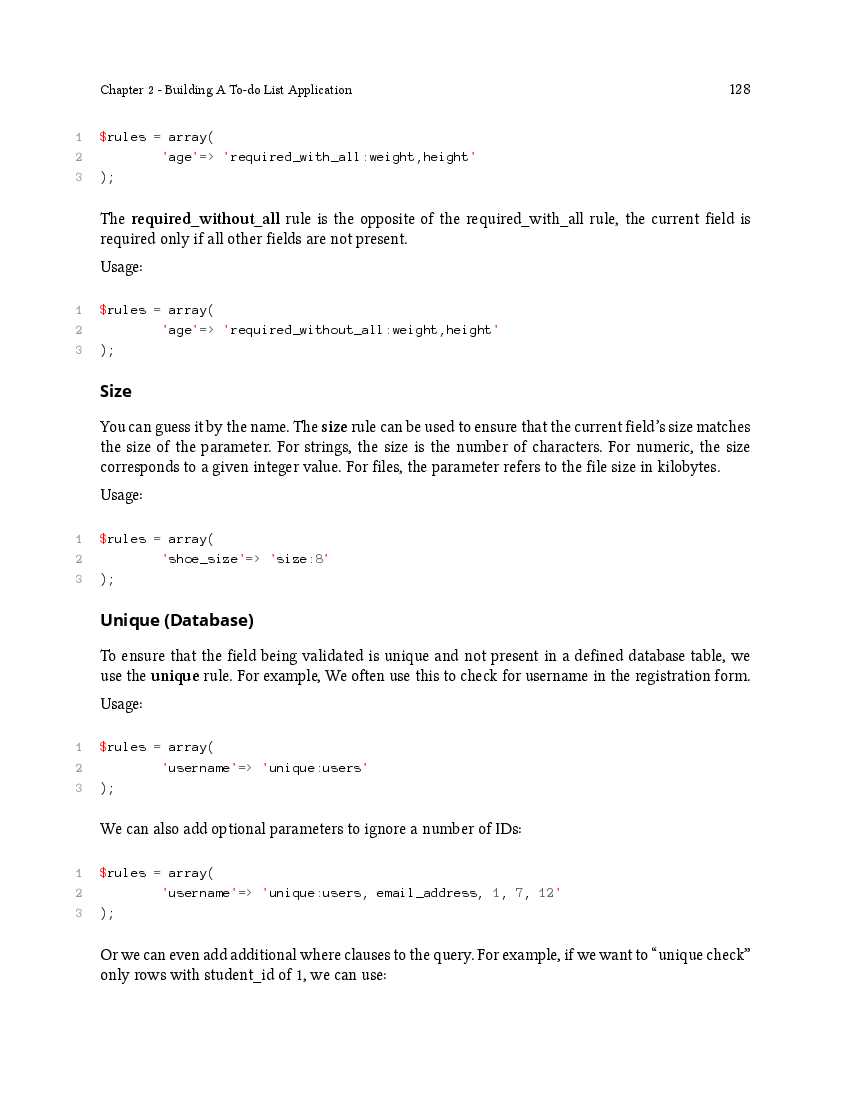 Chapter 2 - Building A To-do List Application 128
1 $rules = array(
2 'age'=> 'required_with_all:weight,height'
3 );
The required_without_all rule is the opposite of the required_with_all rule, the current field is
required only if all other fields are not present.
Usage:
1 $rules = array(
2 'age'=> 'required_without_all:weight,height'
3 );
Size
You can guess it by the name. The size rule can be used to ensure that the current field’s size matches
the size of the parameter. For strings, the size is the number of characters. For numeric, the size
corresponds to a given integer value. For files, the parameter refers to the file size in kilobytes.
Usage:
1 $rules = array(
2 'shoe_size'=> 'size:8'
3 );
Unique (Database)
To ensure that the field being validated is unique and not present in a defined database table, we
use the unique rule. For example, We often use this to check for username in the registration form.
Usage:
1 $rules = array(
2 'username'=> 'unique:users'
3 );
We can also add optional parameters to ignore a number of IDs:
1 $rules = array(
2 'username'=> 'unique:users, email_address, 1, 7, 12'
3 );
Or we can even add additional where clauses to the query. For example, if we want to “unique check”
only rows with student_id of 1, we can use: